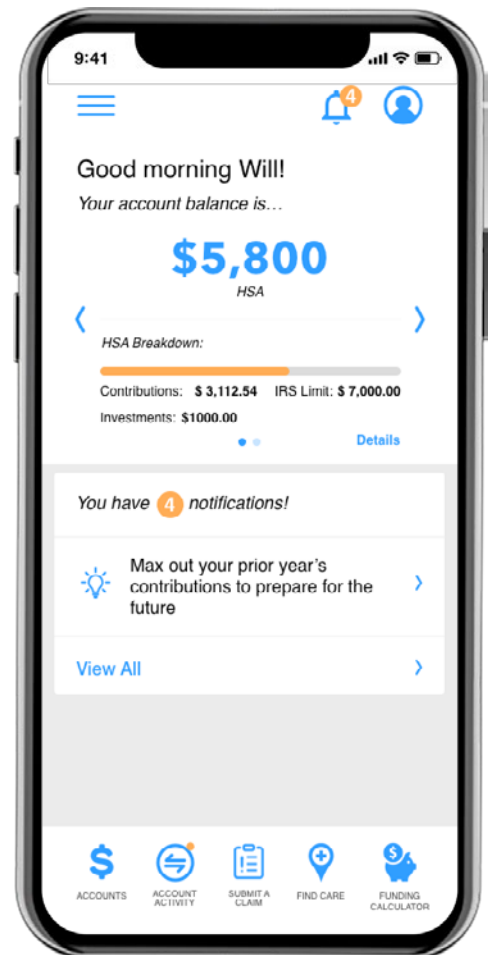 9:41
4
Good morning Will!
Your account balance is...
$5,800
HSA
HSA Breakdown:
Contributions: $ 3,112.54 IRS Limit: $ 7,000.00
Investments: $1000.00
Details
You have 4 notifications!
Max out your prior year's
contributions to prepare for the
future
View All
ACCOUNTS
ACCOUNT
ACTIVITY
SUBMIT A
CLAIM
FIND CARE
FUNDING
CALCULATOR